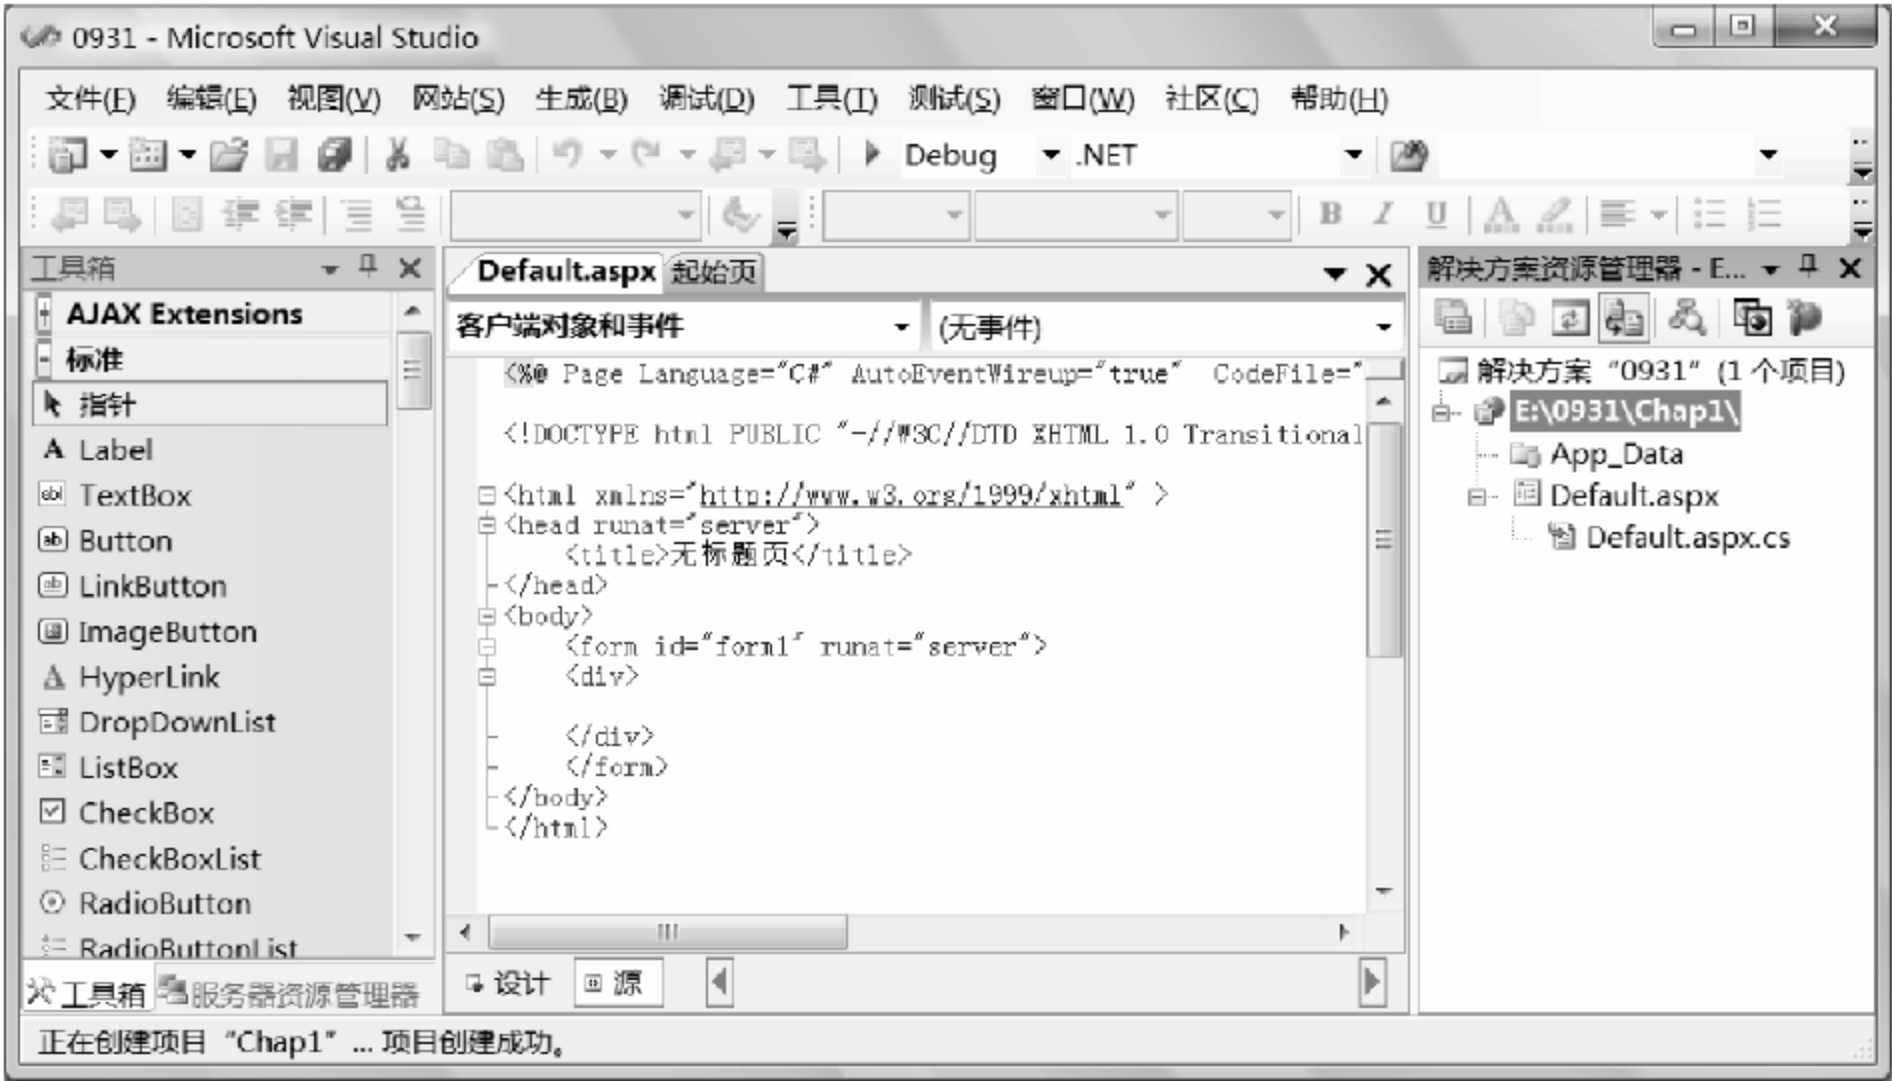 0931 - Microsoft Visual Studio
文件(F) 编辑(E) 视图(V) 网站(S) 生成(B) 调试(D) 工具(T) 测试(S) 窗口(W) 社区(C) 帮助(H)
Debug .NET
B I U A
工具箱
AJAX Extensions
标准
指针
A Label
abl TextBox
ab Button
ab LinkButton
ImageButton
A HyperLink
DropDownList
ListBox
CheckBox
CheckBoxList
RadioButton
RadioButtonList
工具箱 服务器资源管理器
Default.aspx 起始页
客户端对象和事件 (无事件)
<%@ Page Language="C#" AutoEventWireup="true" CodeFile="
<!DOCTYPE html PUBLIC "-//W3C//DTD XHTML 1.0 Transitional
<html xmlns="http://www.w3.org/1999/xhtml" >
<head runat="server">
<title>无标题页</title>
</head>
<body>
<form id="form1" runat="server">
<div>
</div>
</form>
</body>
</html>
设计 源
解决方案资源管理器 - E...
解决方案 "0931" (1 个项目)
E:\0931\Chap1\
App_Data
Default.aspx
Default.aspx.cs
正在创建项目 "Chap1" ... 项目创建成功。